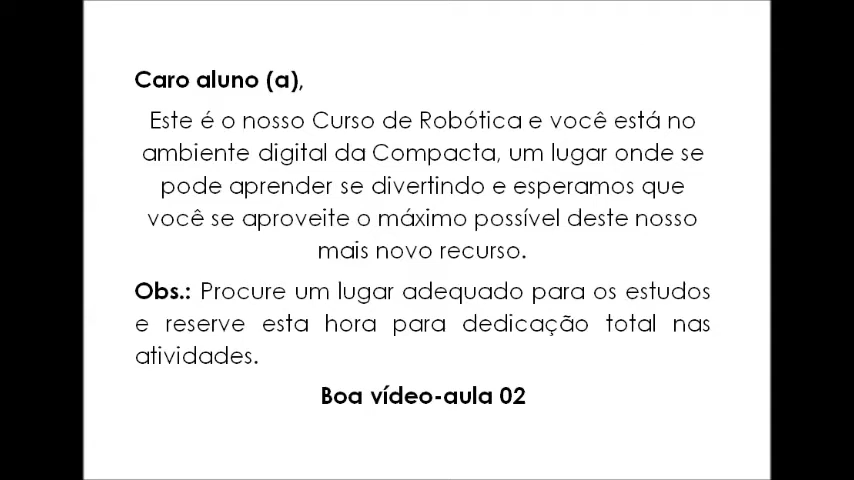 Caro aluno (a),
Este é o nosso Curso de Robótica e você está no
ambiente digital da Compacta, um lugar onde se
pode aprender se divertindo e esperamos que
você se aproveite o máximo possível deste nosso
mais novo recurso.
Obs.: Procure um lugar adequado para os estudos
e reserve esta hora para dedicação total nas
atividades.
Boa vídeo-aula 02